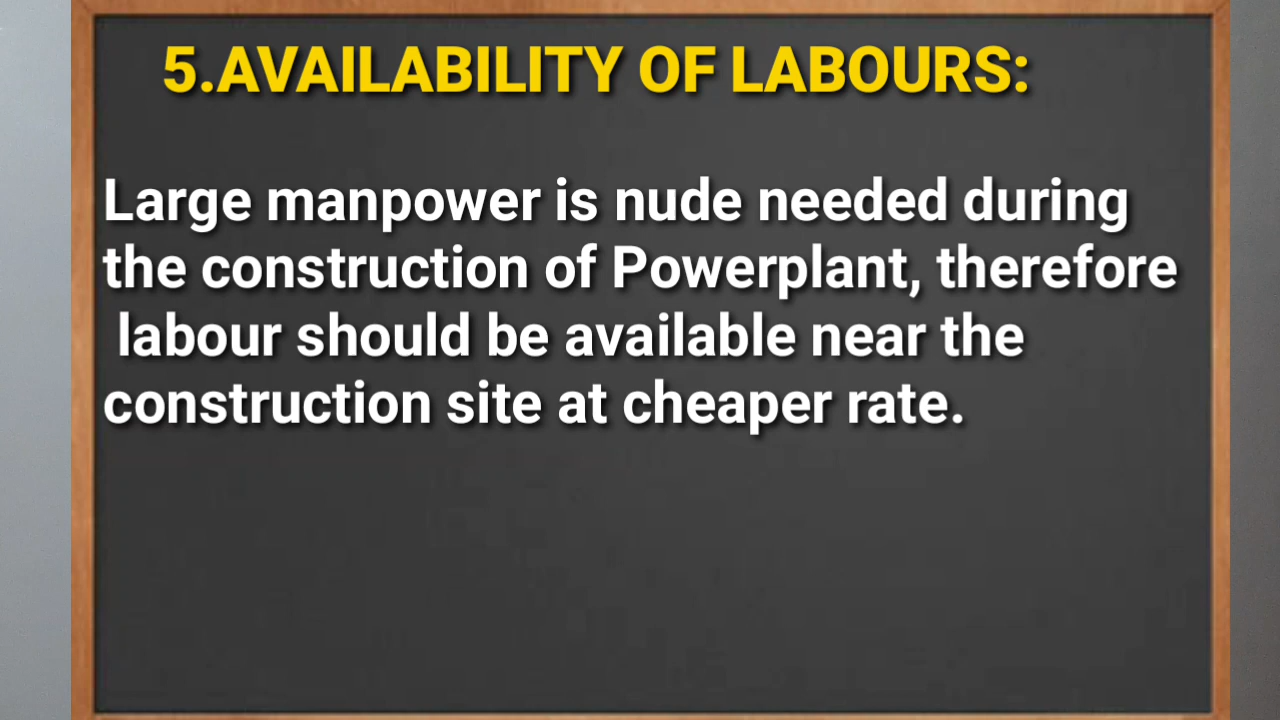 5.AVAILABILITY OF LABOURS:
Large manpower is nude needed during
the construction of Powerplant, therefore
labour should be available near the
construction site at cheaper rate.